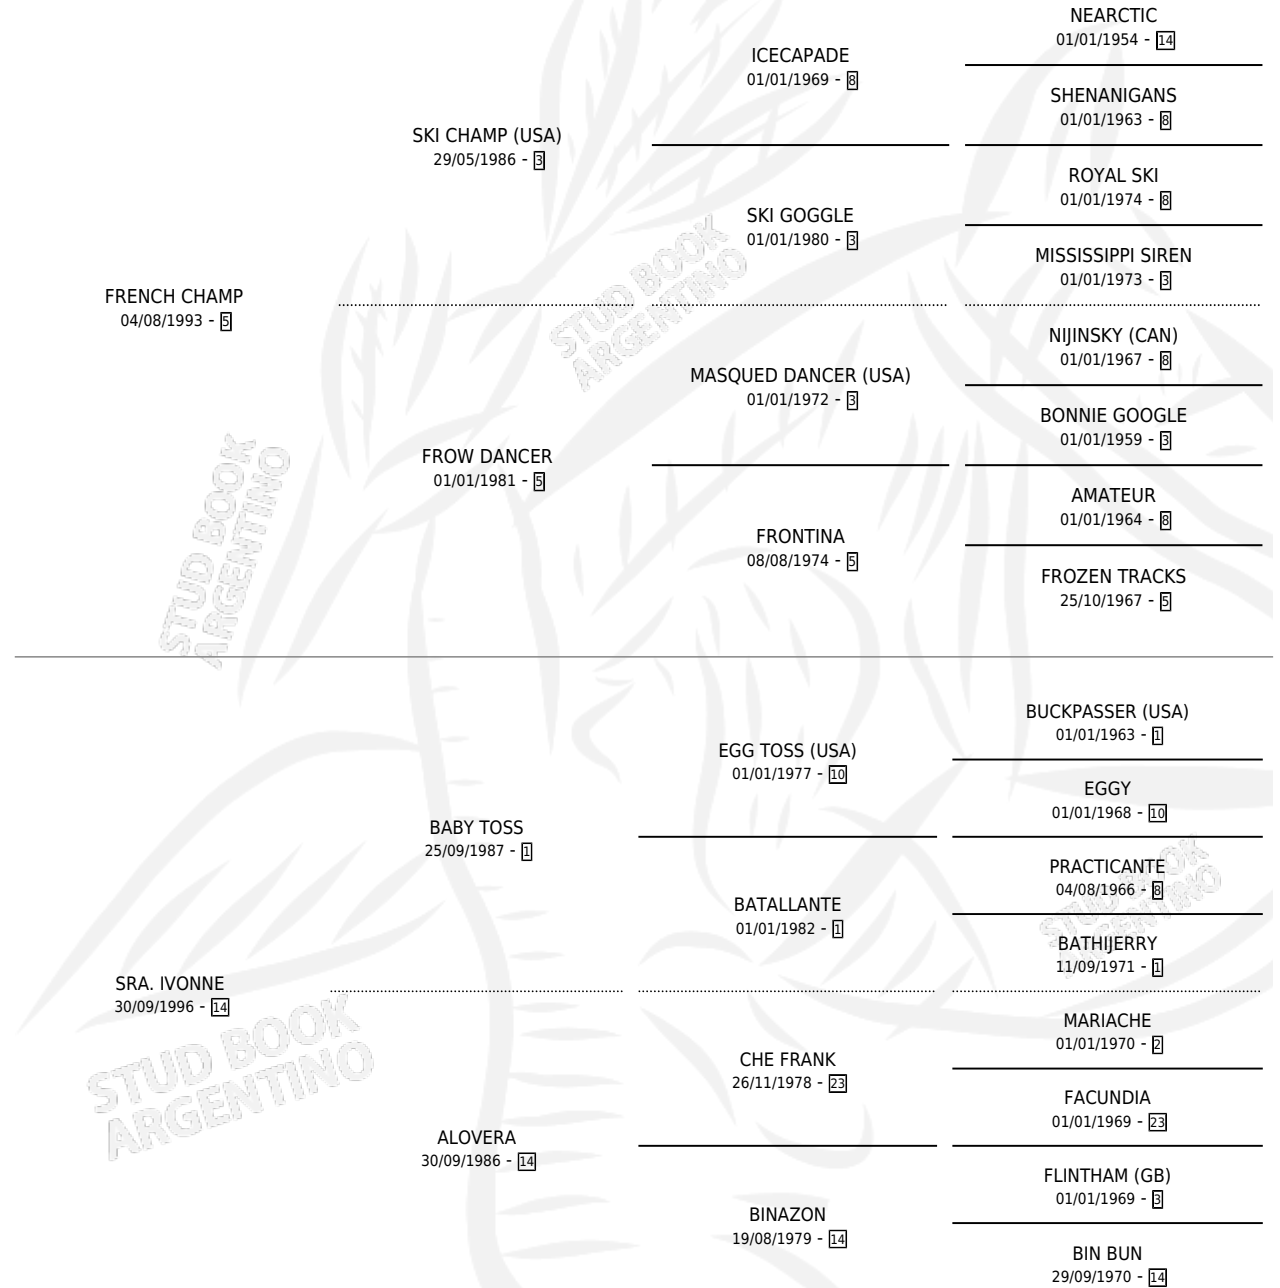 NEARCTIC
01/01/1954 - 14
ICECAPADE
01/01/1969 - 8
SHENANIGANS
01/01/1963 - 8
SKI CHAMP (USA)
29/05/1986 - 3
ROYAL SKI
01/01/1974 - 8
SKI GOGGLE
01/01/1980 - 3
MISSISSIPPI SIREN
01/01/1973 - 3
FRENCH CHAMP
04/08/1993 - 5
NIJINSKY (CAN)
01/01/1967 - 8
MASQUED DANCER (USA)
01/01/1972 - 3
BONNIE GOOGLE
01/01/1959 - 3
FROW DANCER
01/01/1981 - 5
AMATEUR
01/01/1964 - 8
FRONTINA
08/08/1974 - 5
FROZEN TRACKS
25/10/1967 - 5
BUCKPASSER (USA)
01/01/1963 - 1
EGG TOSS (USA)
01/01/1977 - 10
EGGY
01/01/1968 - 10
BABY TOSS
25/09/1987 - 1
PRACTICANTE
04/08/1966 - 8
BATALLANTE
01/01/1982 - 1
BATHIJERRY
11/09/1971 - 1
SRA. IVONNE
30/09/1996 - 14
MARIACHE
01/01/1970 - 2
CHE FRANK
26/11/1978 - 23
FACUNDIA
01/01/1969 - 23
ALOVERA
30/09/1986 - 14
FLINTHAM (GB)
01/01/1969 - 3
BINAZON
19/08/1979 - 14
BIN BUN
29/09/1970 - 14
STUD BOOK
ARGENTINO
STUD BOOK
ARGENTINO
STUD BOOK
ARGENTINO
STUD BOOK
ARGENTINO